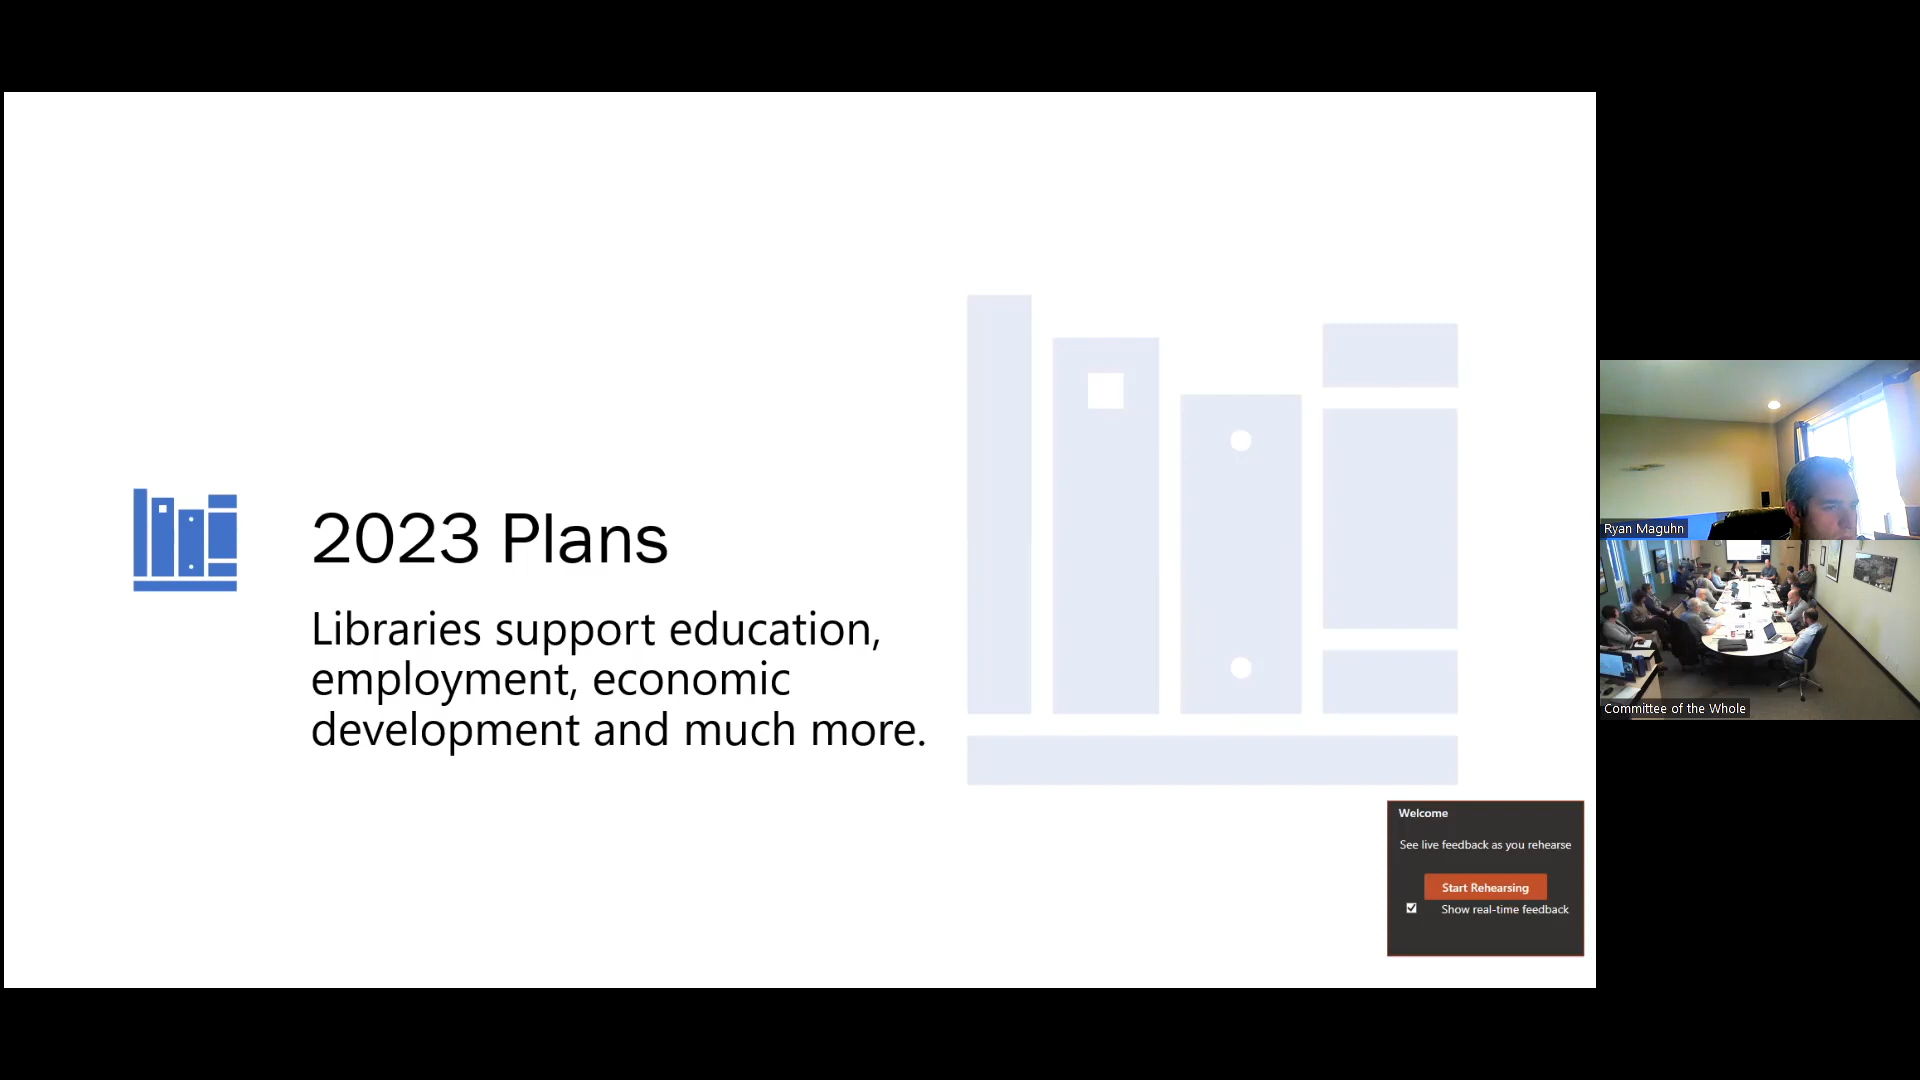 2023 Plans
Libraries support education,
employment, economic
development and much more.
Welcome
See live feedback as you rehearse
Start Rehearsing
Show real-time feedback
Ryan Maguhn
Committee of the Whole